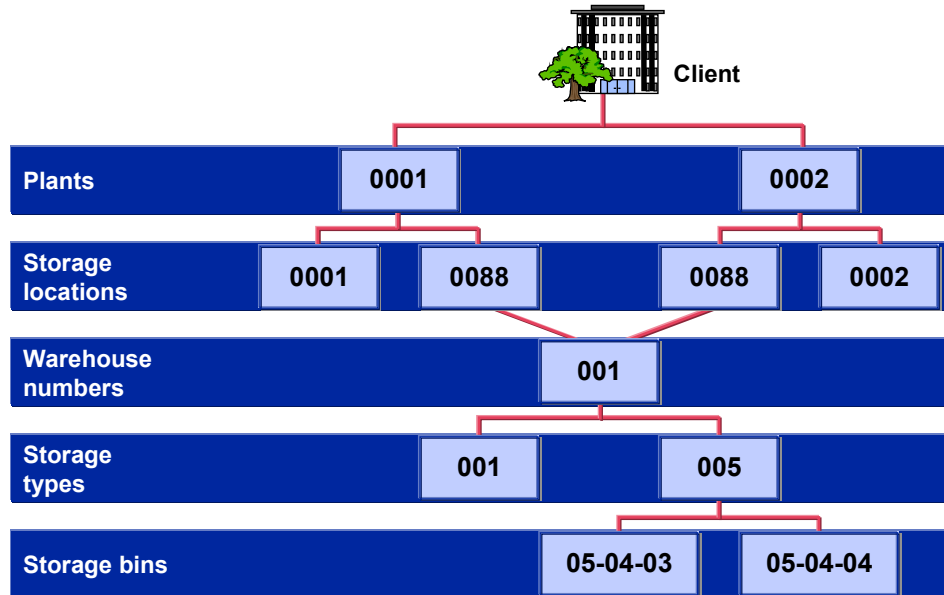 Client
Plants
0001
0002
Storage
locations
0001
0088
0088
0002
Warehouse
numbers
001
Storage
types
001
005
Storage bins
05-04-03
05-04-04